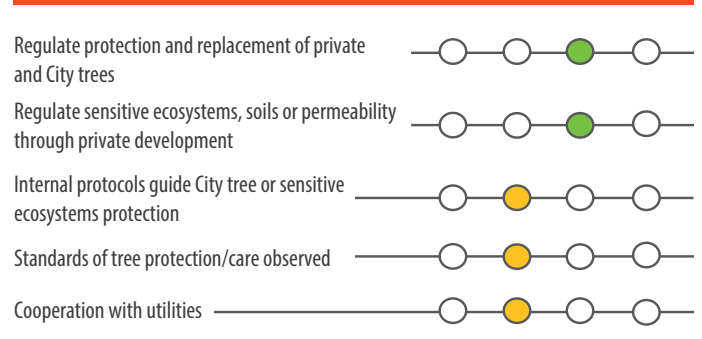 Regulate protection and replacement of private
and City trees
Regulate sensitive ecosystems, soils or permeability
through private development
Internal protocols guide City tree or sensitive
ecosystems protection
Standards of tree protection/care observed
Cooperation with utilities